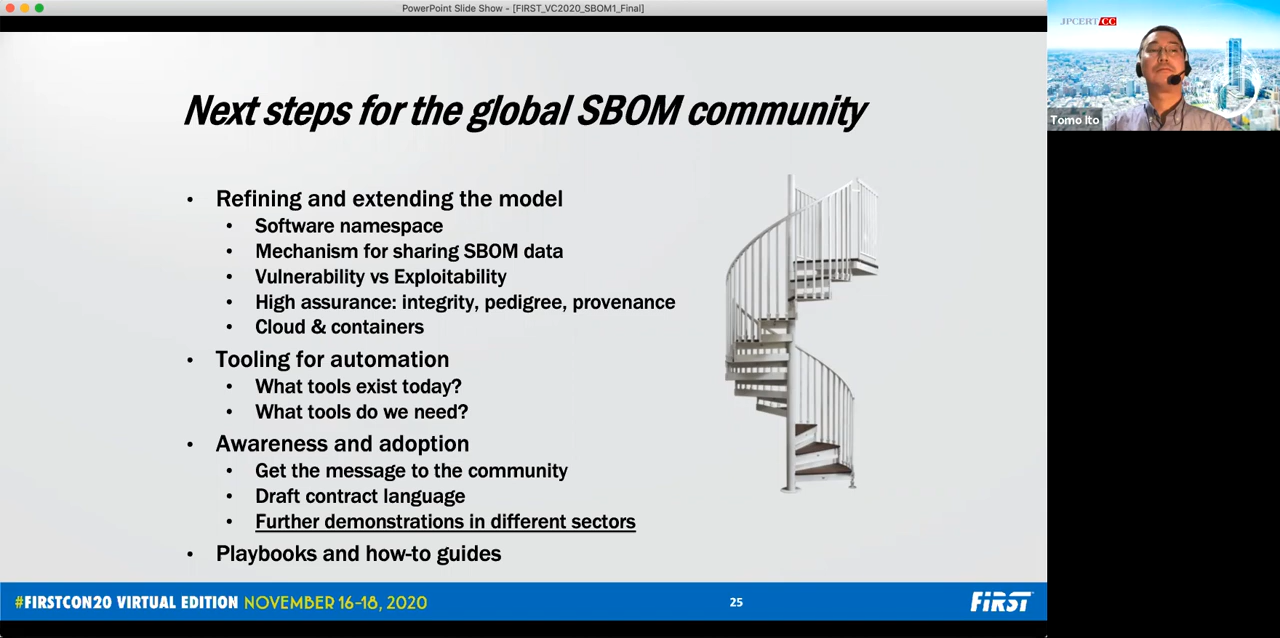 PowerPoint Slide Show - [FIRST_VC2020_SBOM1_Final]
JPCERT CC
Tomo Ito
Next steps for the global SBOM community
• Refining and extending the model
• Software namespace
• Mechanism for sharing SBOM data
• Vulnerability vs Exploitability
• High assurance: integrity, pedigree, provenance
• Cloud & containers
• Tooling for automation
• What tools exist today?
• What tools do we need?
• Awareness and adoption
• Get the message to the community
• Draft contract language
• Further demonstrations in different sectors
• Playbooks and how-to guides
#FIRSTCON20 VIRTUAL EDITION NOVEMBER 16-18, 2020
25
FiRST